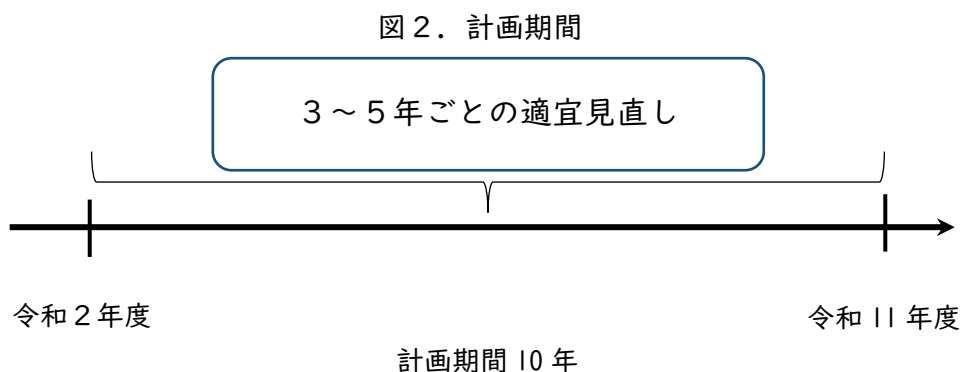 図２．計画期間
３～５年ごとの適宜見直し
令和２年度
令和 11 年度
計画期間 10 年